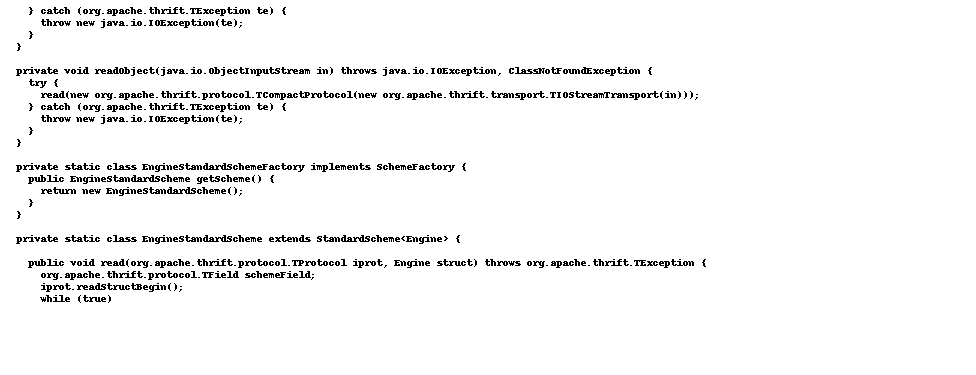 } catch (org.apache.thrift.TException te) {
throw new java.io.IOException(te);
}
}
private void readObject(java.io.ObjectInputStream in) throws java.io.IOException, ClassNotFoundException {
try {
read(new org.apache.thrift.protocol.TCompactProtocol(new org.apache.thrift.transport.TIOStreamTransport(in)));
} catch (org.apache.thrift.TException te) {
throw new java.io.IOException(te);
}
}
private static class EngineStandardSchemeFactory implements SchemeFactory {
public EngineStandardScheme getScheme() {
return new EngineStandardScheme();
}
}
private static class EngineStandardScheme extends StandardScheme<Engine> {
public void read(org.apache.thrift.protocol.TProtocol iprot, Engine struct) throws org.apache.thrift.TException {
org.apache.thrift.protocol.TField schemeField;
iprot.readStructBegin();
while (true)